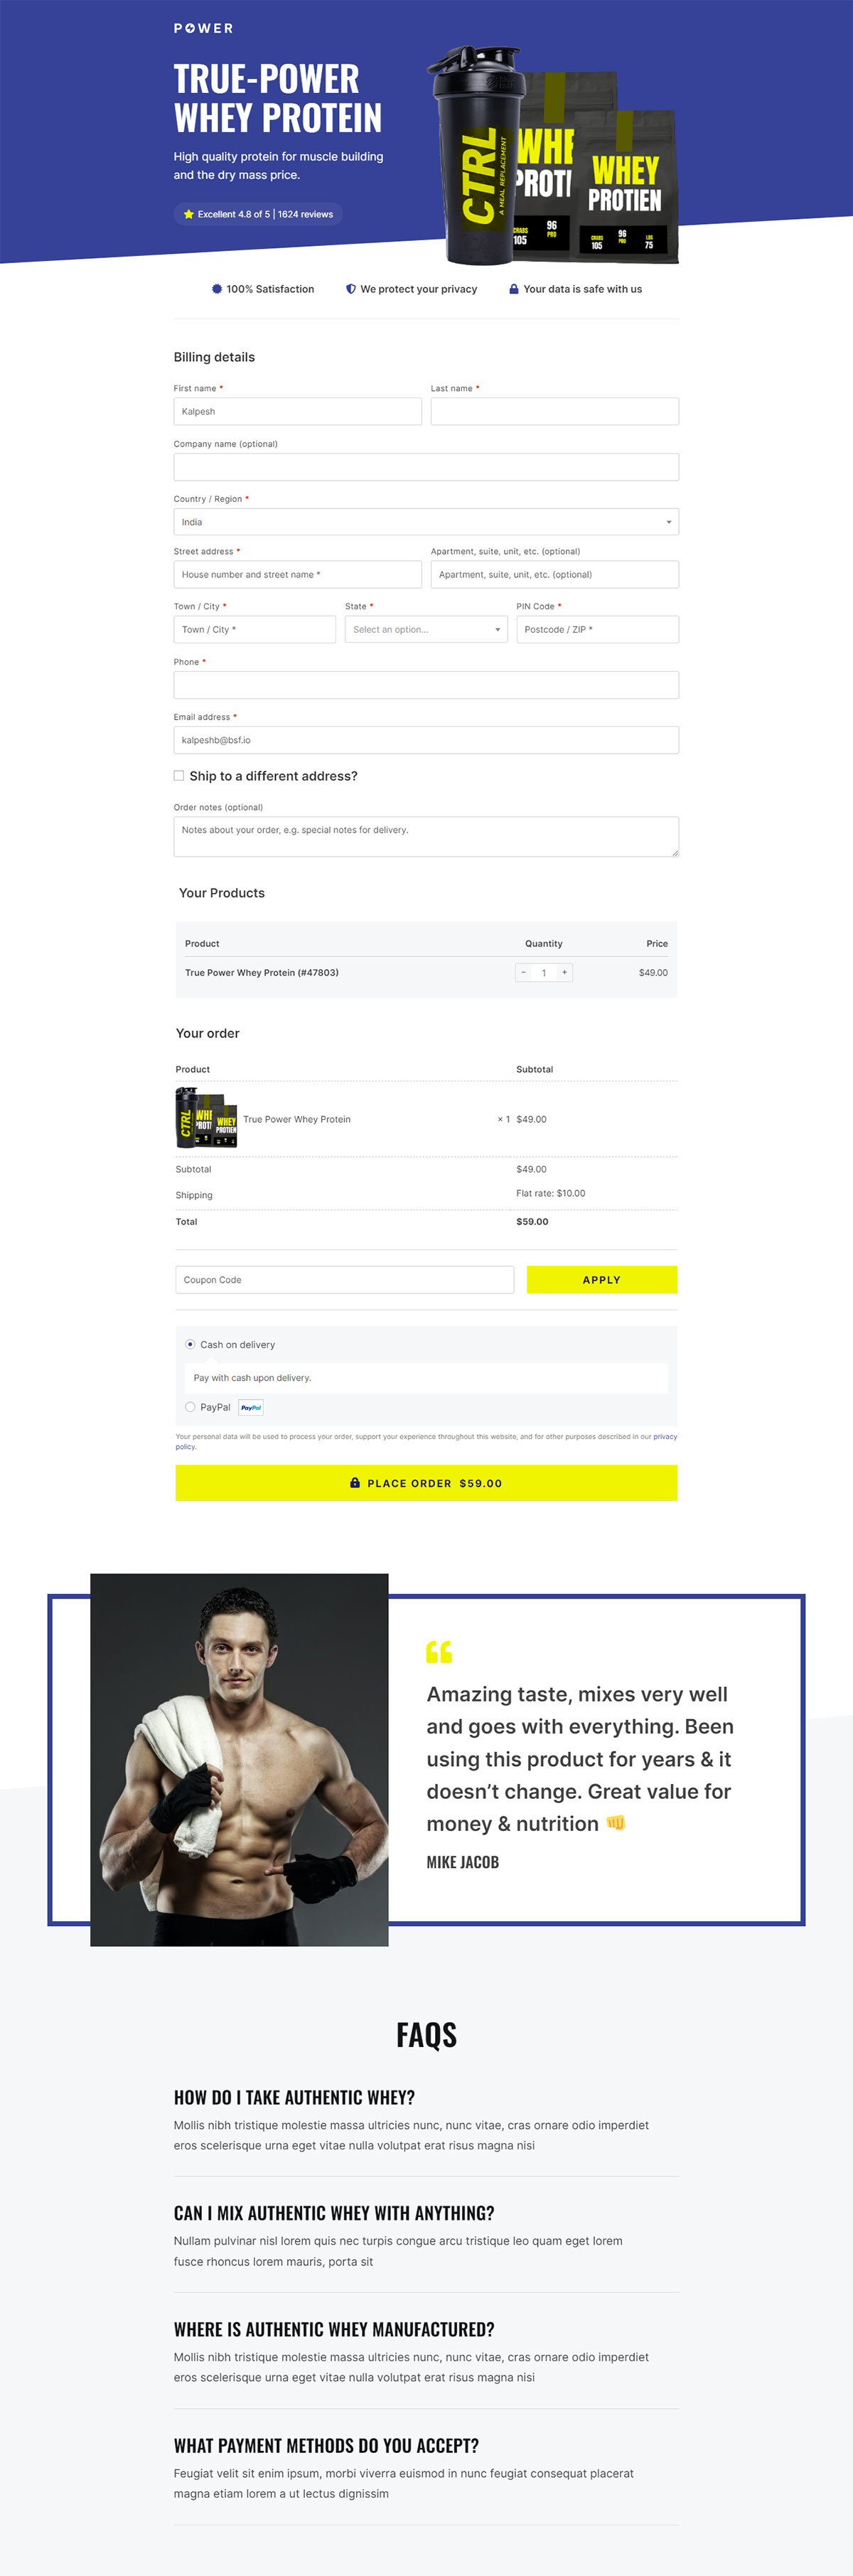 POWER
TRUE-POWER
WHEY PROTEIN
High quality protein for muscle building
and the dry mass price.
Excellent 4.8 of 5 | 1624 reviews
CTRL
A MEAL REPLACEMENT
WHE
PROTI
CRABS
105
96
PRO
WHEY
PROTIEN
CRABS
105
96
PRO
LBS
75
100% Satisfaction
We protect your privacy
Your data is safe with us
Billing details
First name *
Last name *
Kalpesh
Company name (optional)
Country / Region *
India
Street address *
Apartment, suite, unit, etc. (optional)
House number and street name *
Apartment, suite, unit, etc. (optional)
Town / City *
State *
PIN Code *
Town / City *
Select an option...
Postcode / ZIP *
Phone *
Email address *
kalpeshb@bsf.io
Ship to a different address?
Order notes (optional)
Notes about your order, e.g. special notes for delivery.
Your Products
Product Quantity Price
True Power Whey Protein (#47803) − 1 + $49.00
Your order
Product Subtotal
CTRL
WHI
PROT
WHEY
PROTIEN
True Power Whey Protein × 1 $49.00
Subtotal $49.00
Shipping Flat rate: $10.00
Total $59.00
Coupon Code
APPLY
Cash on delivery
Pay with cash upon delivery.
PayPal PayPal
Your personal data will be used to process your order, support your experience throughout this website, and for other purposes described in our privacy
policy.
PLACE ORDER $59.00
“
Amazing taste, mixes very well
and goes with everything. Been
using this product for years & it
doesn’t change. Great value for
money & nutrition 👊
MIKE JACOB
FAQS
HOW DO I TAKE AUTHENTIC WHEY?
Mollis nibh tristique molestie massa ultricies nunc, nunc vitae, cras ornare odio imperdiet
eros scelerisque urna eget vitae nulla volutpat erat risus magna nisi
CAN I MIX AUTHENTIC WHEY WITH ANYTHING?
Nullam pulvinar nisl lorem quis nec turpis congue arcu tristique leo quam eget lorem
fusce rhoncus lorem mauris, porta sit
WHERE IS AUTHENTIC WHEY MANUFACTURED?
Mollis nibh tristique molestie massa ultricies nunc, nunc vitae, cras ornare odio imperdiet
eros scelerisque urna eget vitae nulla volutpat erat risus magna nisi
WHAT PAYMENT METHODS DO YOU ACCEPT?
Feugiat velit sit enim ipsum, morbi viverra euismod in nunc feugiat consequat placerat
magna etiam lorem a ut lectus dignissim